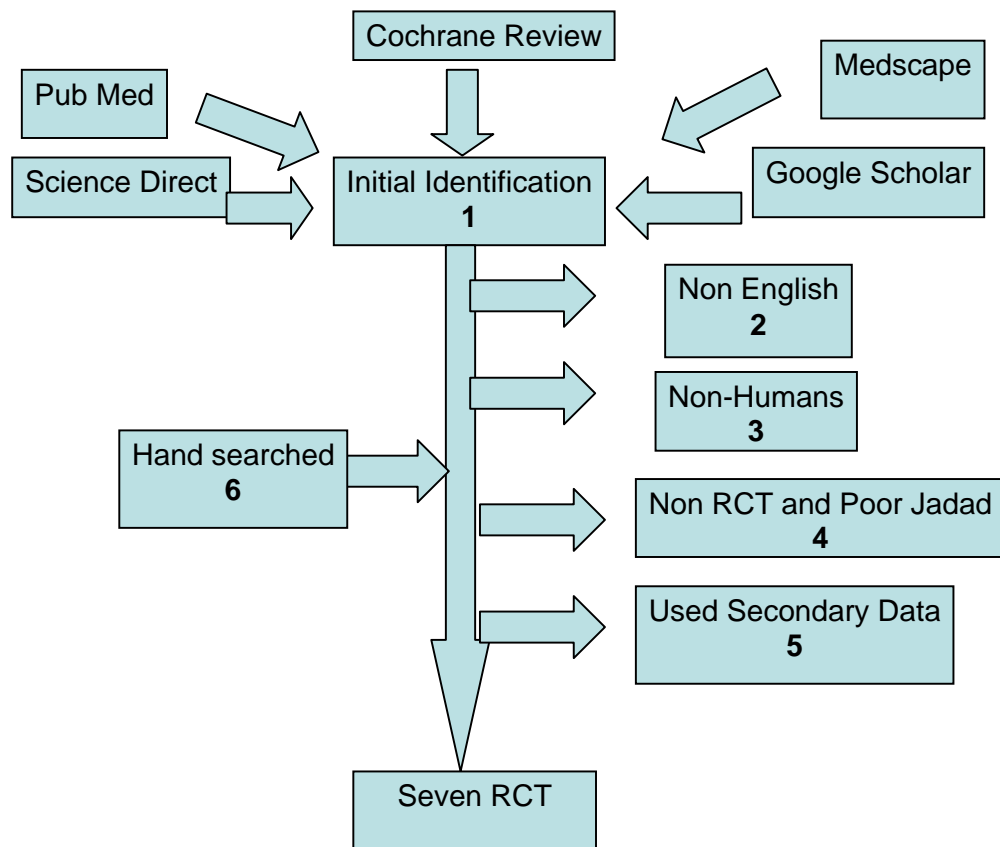 Cochrane Review
Pub Med
Medscape
Science Direct
Initial Identification
1
Google Scholar
Non English
2
Non-Humans
3
Hand searched
6
Non RCT and Poor Jadad
4
Used Secondary Data
5
Seven RCT